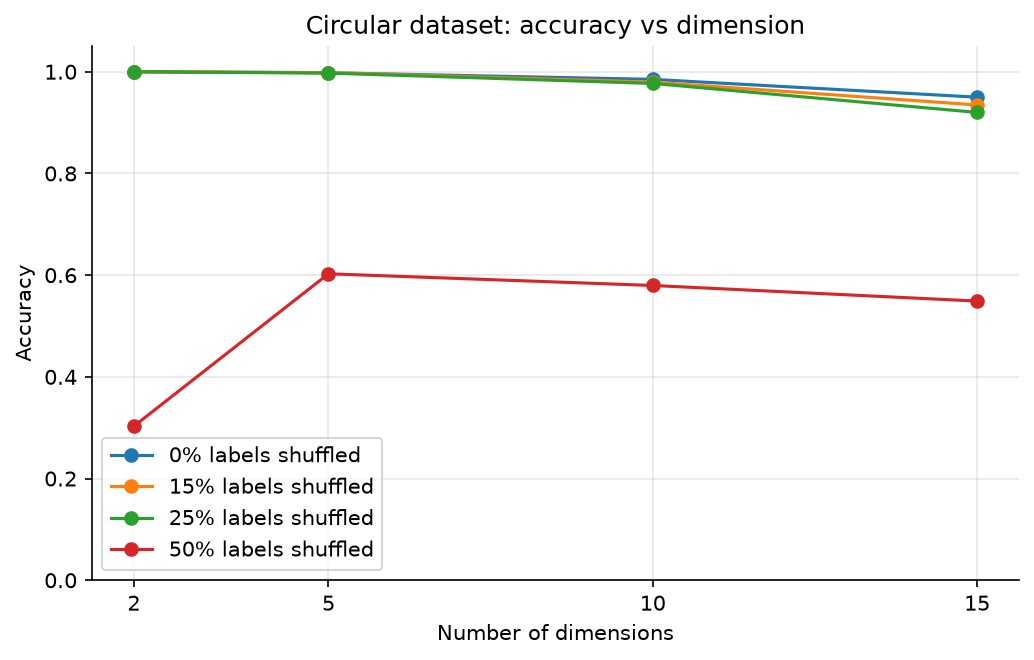 Circular dataset: accuracy vs dimension
Accuracy
1.0
0.8
0.6
0.4
0.2
0.0
0% labels shuffled
15% labels shuffled
25% labels shuffled
50% labels shuffled
2 5 10 15
Number of dimensions